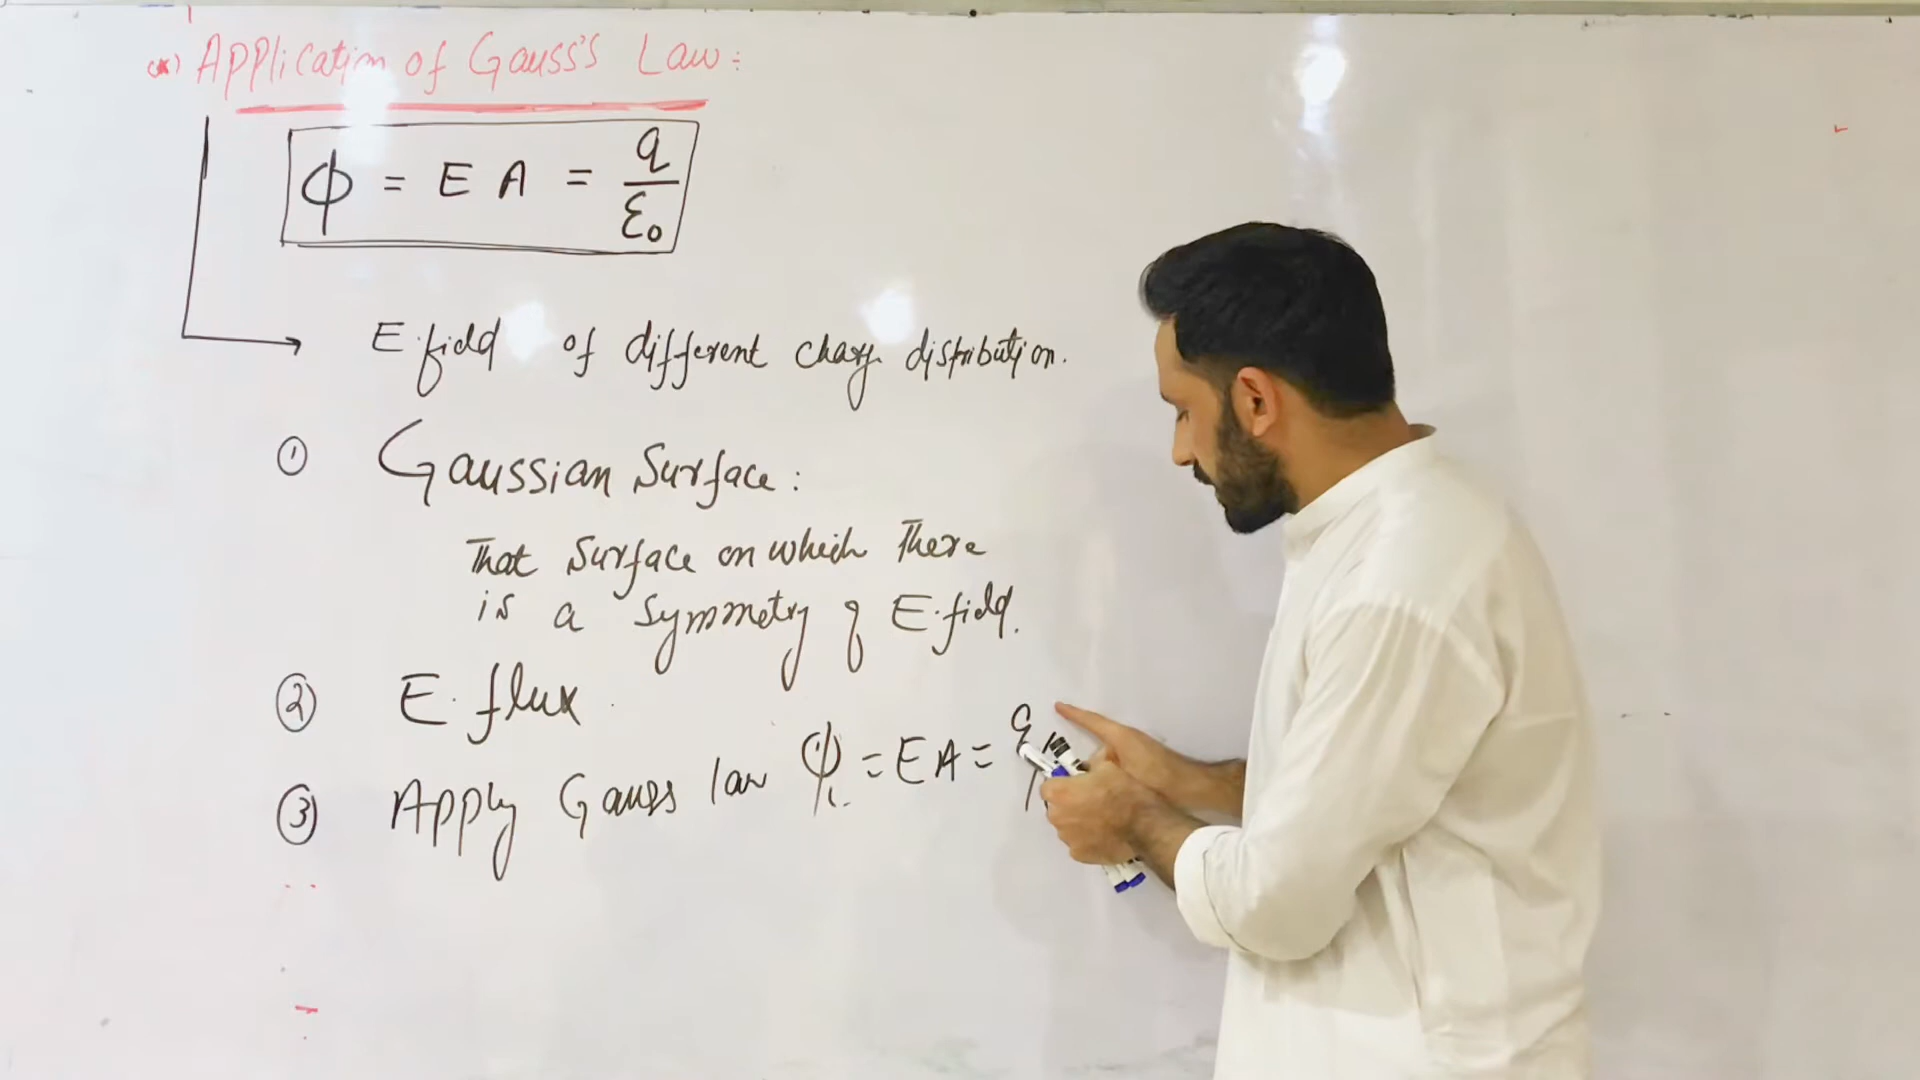 (*) Application of Gauss's Law:
ϕ = E A = q/ε₀
E.field of different charge distribution.
① Gaussian Surface:
That Surface on which There
is a Symmetry of E.field.
② E.flux
③ Apply Gauss law ϕ = EA = q/